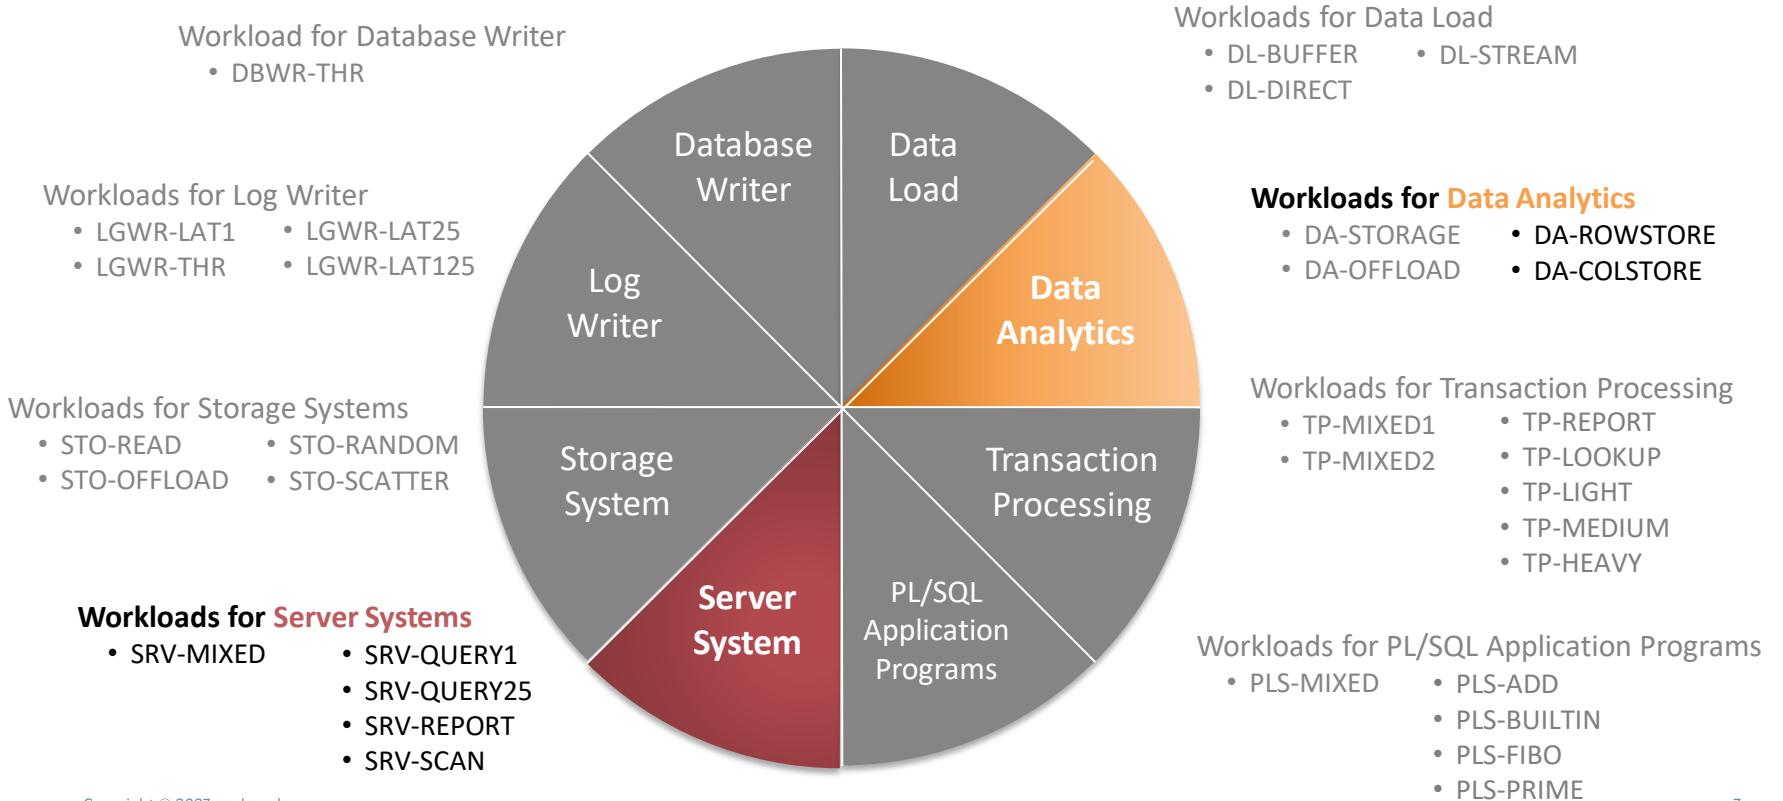 Workload for Database Writer
• DBWR-THR
Workloads for Data Load
• DL-BUFFER • DL-STREAM
• DL-DIRECT
Workloads for Log Writer
• LGWR-LAT1 • LGWR-LAT25
• LGWR-THR • LGWR-LAT125
Workloads for Data Analytics
• DA-STORAGE • DA-ROWSTORE
• DA-OFFLOAD • DA-COLSTORE
Workloads for Storage Systems
• STO-READ • STO-RANDOM
• STO-OFFLOAD • STO-SCATTER
Workloads for Transaction Processing
• TP-MIXED1 • TP-REPORT
• TP-MIXED2 • TP-LOOKUP
• TP-LIGHT
• TP-MEDIUM
• TP-HEAVY
Workloads for Server Systems
• SRV-MIXED • SRV-QUERY1
• SRV-QUERY25
• SRV-REPORT
• SRV-SCAN
Workloads for PL/SQL Application Programs
• PLS-MIXED • PLS-ADD
• PLS-BUILTIN
• PLS-FIBO
• PLS-PRIME
Database
Writer
Data
Load
Log
Writer
Data
Analytics
Storage
System
Transaction
Processing
Server
System
PL/SQL
Application
Programs